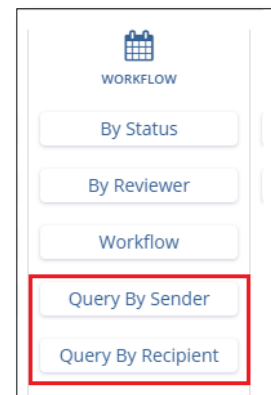 WORKFLOW
By Status
By Reviewer
Workflow
Query By Sender
Query By Recipient